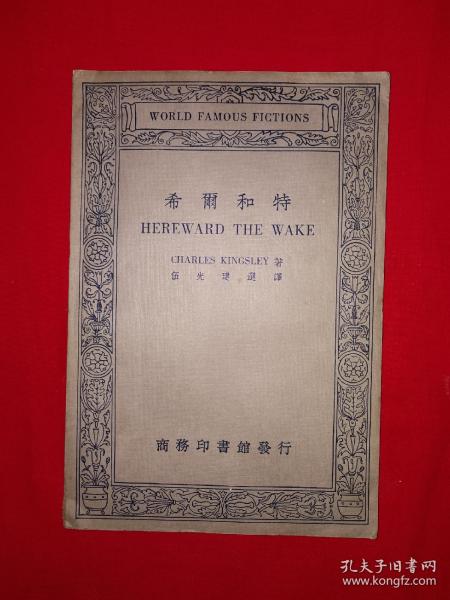 WORLD FAMOUS FICTIONS
希爾和特
HEREWARD THE WAKE
CHARLES KINGSLEY 著
伍光建選譯
商務印書館發行
孔夫子旧书网
www.kongfz.com